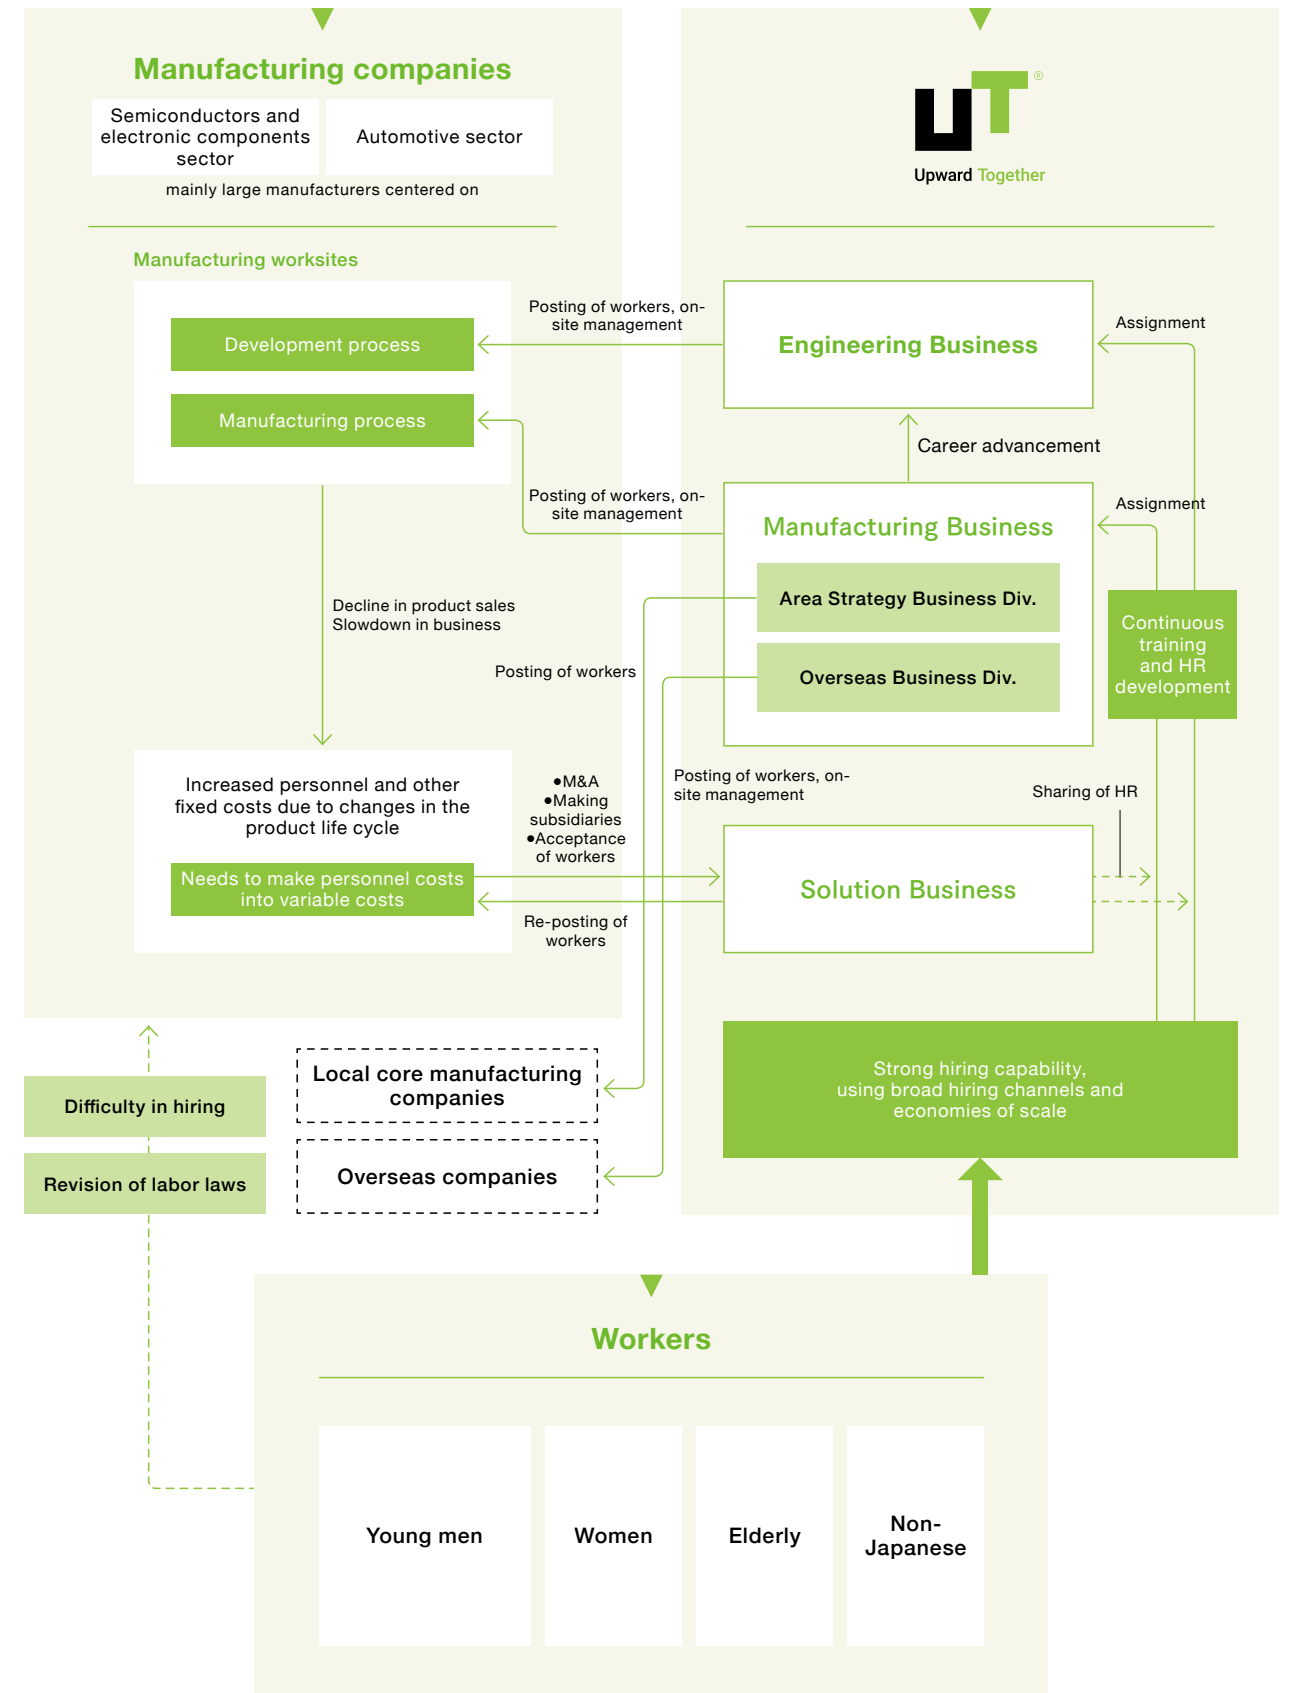 Manufacturing companies
Semiconductors and
electronic components
sector
Automotive sector
mainly large manufacturers centered on
Manufacturing worksites
Development process
Manufacturing process
Decline in product sales
Slowdown in business
Increased personnel and other
fixed costs due to changes in the
product life cycle
Needs to make personnel costs
into variable costs
Posting of workers, on-
site management
Posting of workers, on-
site management
Posting of workers
●M&A
●Making
subsidiaries
●Acceptance
of workers
Re-posting of
workers
Posting of workers, on-
site management
UT®
Upward Together
Engineering Business
Assignment
Career advancement
Manufacturing Business
Assignment
Area Strategy Business Div.
Overseas Business Div.
Continuous
training
and HR
development
Sharing of HR
Solution Business
Strong hiring capability,
using broad hiring channels and
economies of scale
Difficulty in hiring
Revision of labor laws
Local core manufacturing
companies
Overseas companies
Workers
Young men
Women
Elderly
Non-
Japanese